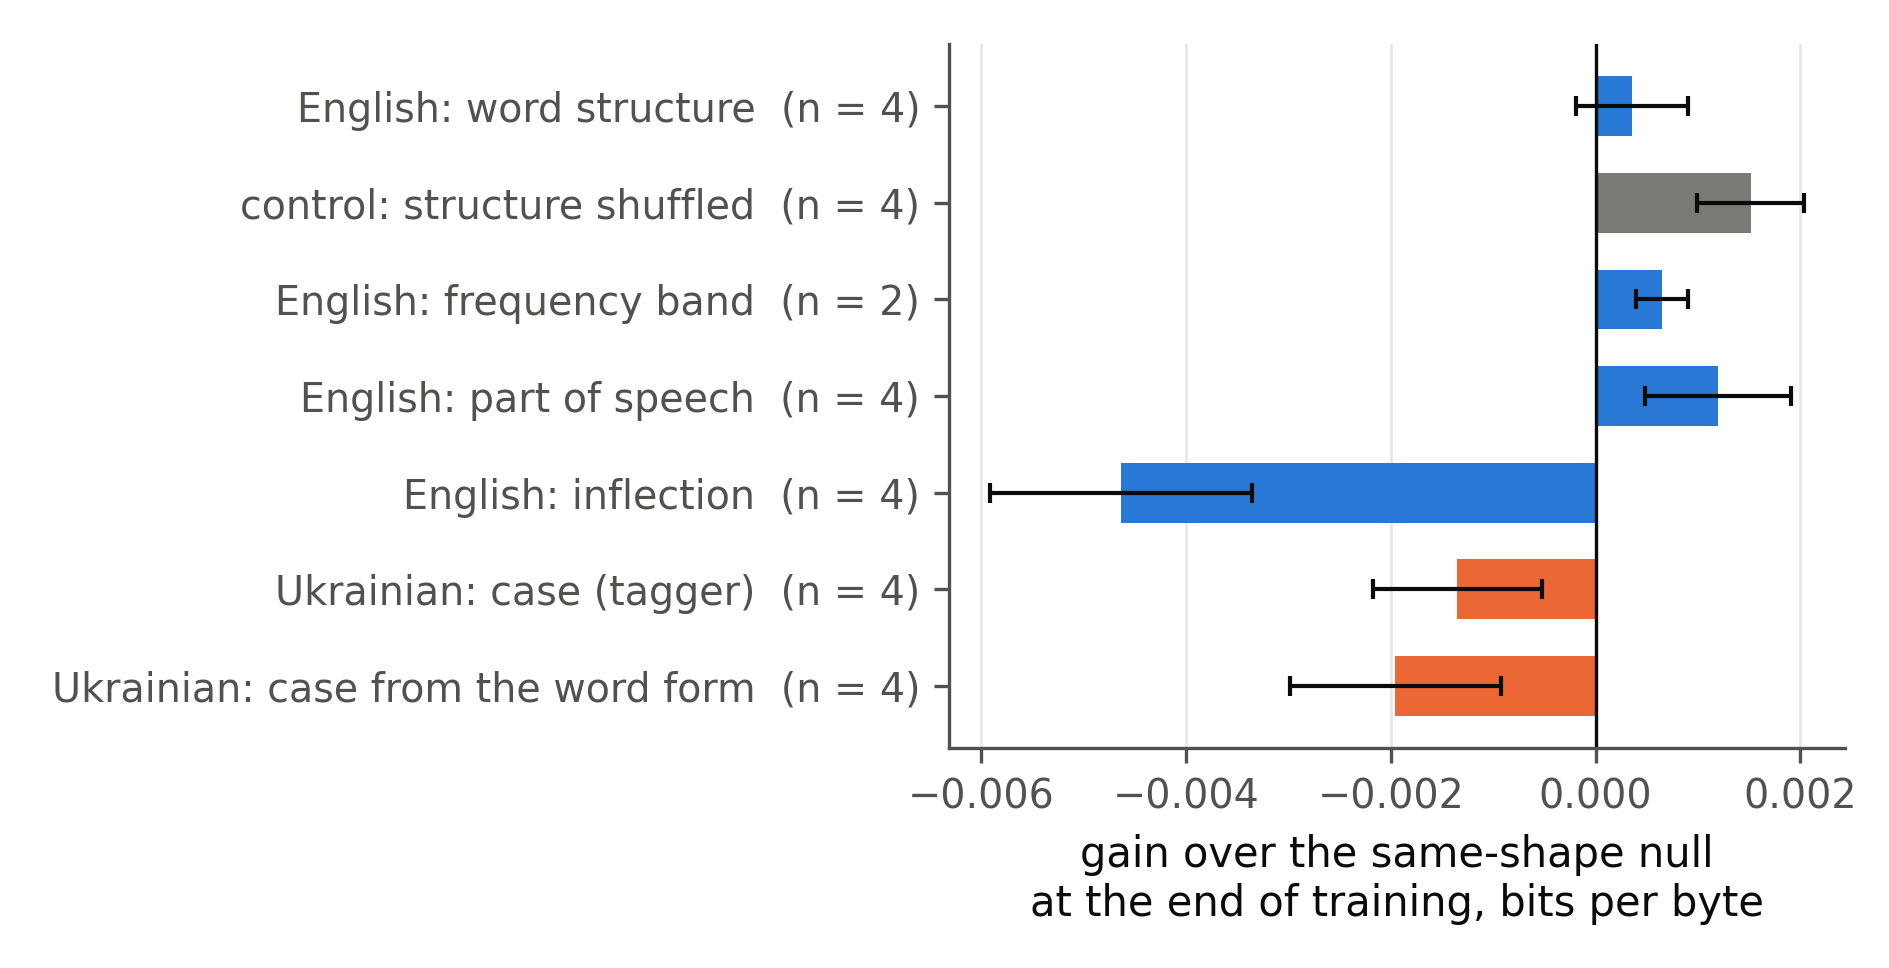 English: word structure  (n = 4)
control: structure shuffled  (n = 4)
English: frequency band  (n = 2)
English: part of speech  (n = 4)
English: inflection  (n = 4)
Ukrainian: case (tagger)  (n = 4)
Ukrainian: case from the word form  (n = 4)
−0.006 −0.004 −0.002 0.000 0.002
gain over the same-shape null
at the end of training, bits per byte